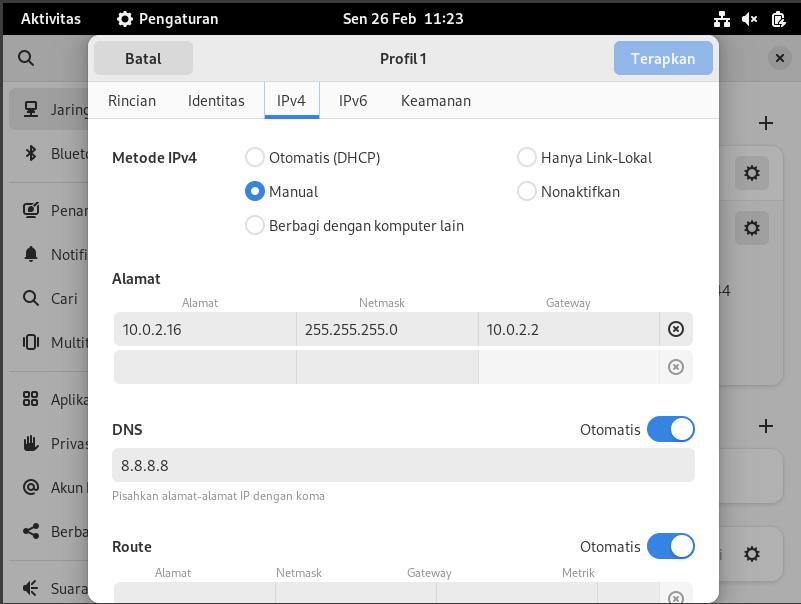 Aktivitas Pengaturan Sen 26 Feb 11:23
Batal Profil 1 Terapkan
Rincian Identitas IPv4 IPv6 Keamanan
Metode IPv4 Otomatis (DHCP) Hanya Link-Lokal
Manual Nonaktifkan
Berbagi dengan komputer lain
Alamat
Alamat Netmask Gateway
10.0.2.16 255.255.255.0 10.0.2.2
DNS Otomatis
8.8.8.8
Pisahkan alamat-alamat IP dengan koma
Route Otomatis
Alamat Netmask Gateway Metrik
Jaring
Blueto
Penar
Notifi
Cari
Multit
Aplika
Privas
Akun
Berba
Suara
44